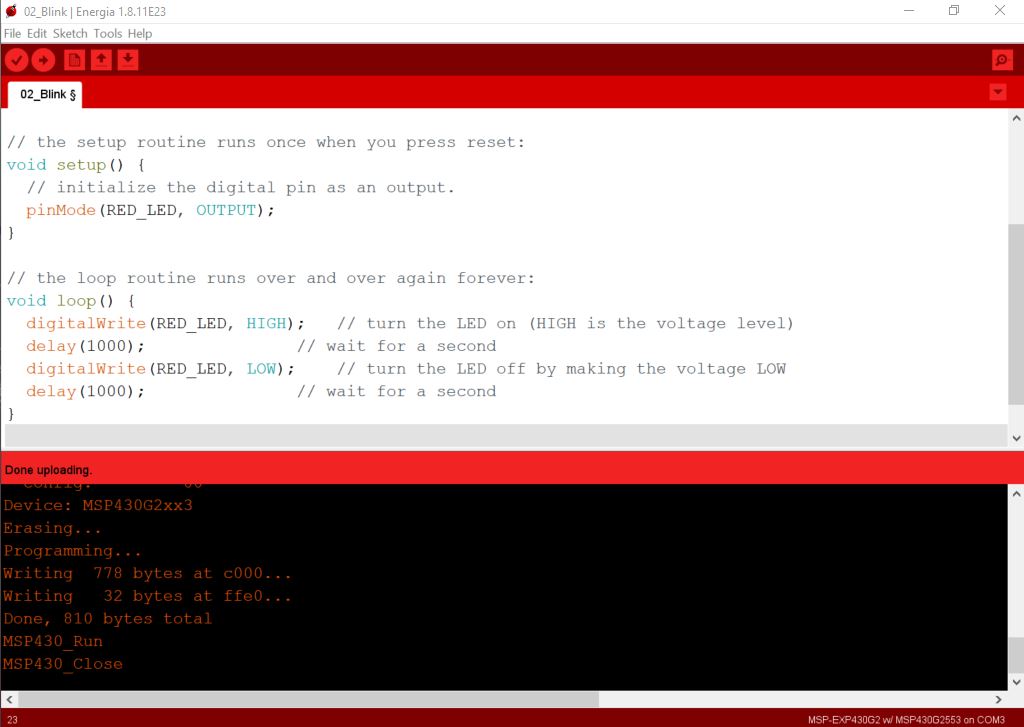 02_Blink | Energia 1.8.11E23
File Edit Sketch Tools Help
02_Blink §
// the setup routine runs once when you press reset:
void setup() {
  // initialize the digital pin as an output.
  pinMode(RED_LED, OUTPUT);
}
// the loop routine runs over and over again forever:
void loop() {
  digitalWrite(RED_LED, HIGH);   // turn the LED on (HIGH is the voltage level)
  delay(1000);               // wait for a second
  digitalWrite(RED_LED, LOW);    // turn the LED off by making the voltage LOW
  delay(1000);               // wait for a second
}
Done uploading.
Device: MSP430G2xx3
Erasing...
Programming...
Writing  778 bytes at c000...
Writing   32 bytes at ffe0...
Done, 810 bytes total
MSP430_Run
MSP430_Close
23
MSP-EXP430G2 w/ MSP430G2553 on COM3